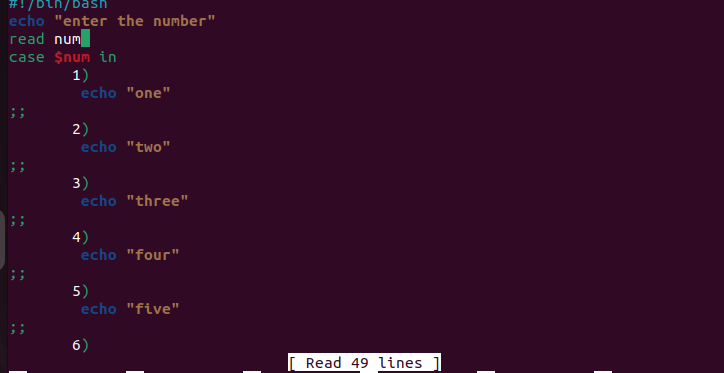 #!/bin/bash
echo "enter the number"
read num
case $num in
        1)
         echo "one"
;;
        2)
         echo "two"
;;
        3)
         echo "three"
;;
        4)
         echo "four"
;;
        5)
         echo "five"
;;
        6)
[ Read 49 lines ]